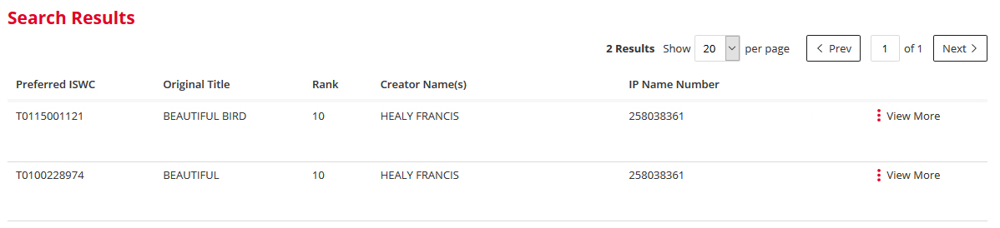 Search Results
2 Results Show 20 per page Prev 1 of 1 Next
Preferred ISWC Original Title Rank Creator Name(s) IP Name Number
T0115001121 BEAUTIFUL BIRD 10 HEALY FRANCIS 258038361 View More
T0100228974 BEAUTIFUL 10 HEALY FRANCIS 258038361 View More